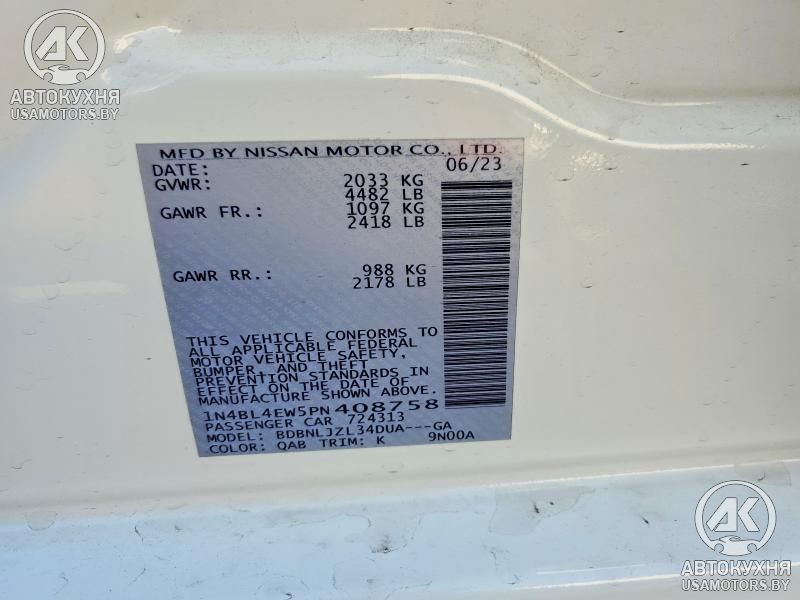 AK
АВТОКУХНЯ
USAMOTORS.BY
MFD BY NISSAN MOTOR CO., LTD.
DATE: 06/23
GVWR: 2033 KG
4482 LB
GAWR FR.: 1097 KG
2418 LB
GAWR RR.: 988 KG
2178 LB
THIS VEHICLE CONFORMS TO
ALL APPLICABLE FEDERAL
MOTOR VEHICLE SAFETY,
BUMPER, AND THEFT
PREVENTION STANDARDS IN
EFFECT ON THE DATE OF
MANUFACTURE SHOWN ABOVE.
1N4BL4EW5PN408758
PASSENGER CAR 724313
MODEL: BDBNLJZL34DUA---GA
COLOR: QAB TRIM: K 9N00A
AK
АВТОКУХНЯ
USAMOTORS.BY